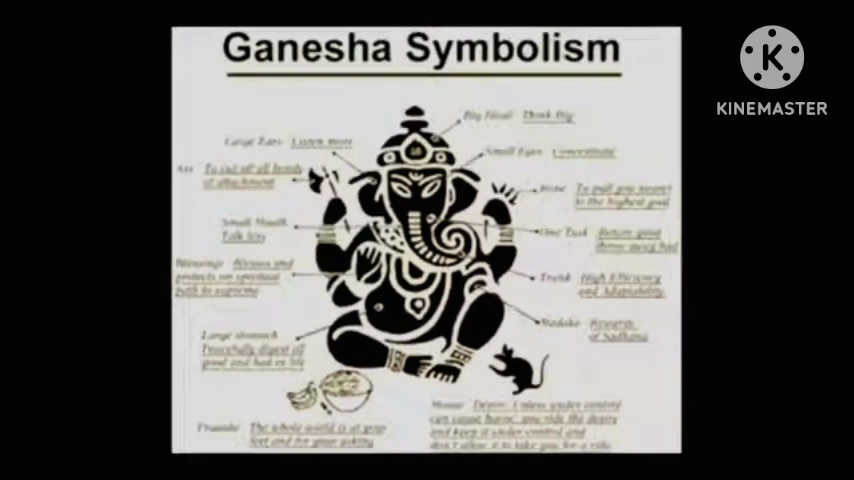 Ganesha Symbolism
KINEMASTER
Big Head: Think Big
Large Ears: Listen more
Small Eyes: Concentrate
Axe: To cut off all bonds
of attachment
Rope: To pull you nearer
to the highest goal
Small Mouth
Talk less
One Tusk: Retain good
throw away bad
Blessings: Blesses and
protects on spiritual
path to supreme
Trunk: High Efficiency
and Adaptability
Modaka: Rewards
of Sadhana
Large stomach
Peacefully digest all
good and bad in life
Prasada: The whole world is at your
feet and for your asking
Mouse: Desire. Unless under control
can cause havoc. you ride the desire
and keep it under control and
don't allow it to take you for a ride